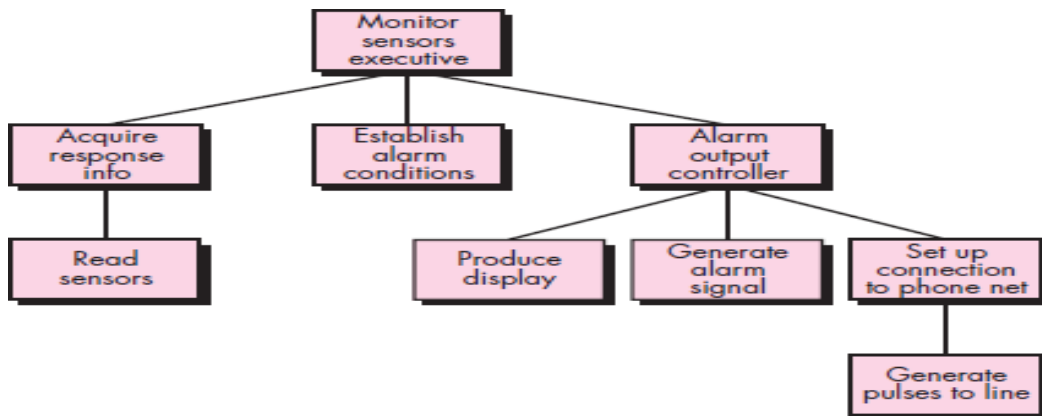 Monitor
sensors
executive
Acquire
response
info
Establish
alarm
conditions
Alarm
output
controller
Read
sensors
Produce
display
Generate
alarm
signal
Set up
connection
to phone net
Generate
pulses to line